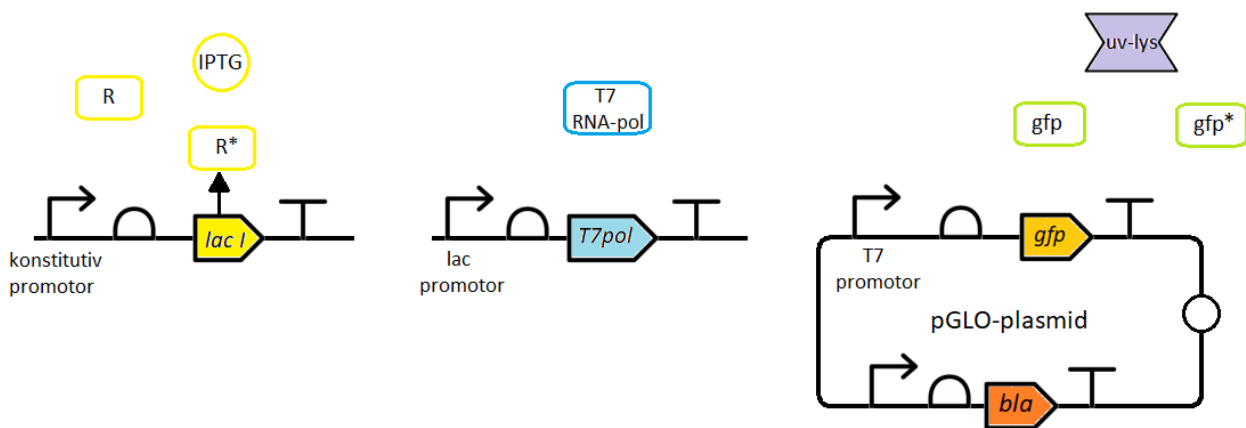 IPTG
R
R*
lac I
konstitutiv
promotor
T7
RNA-pol
T7pol
lac
promotor
uv-lys
gfp
gfp*
gfp
T7
promotor
pGLO-plasmid
bla